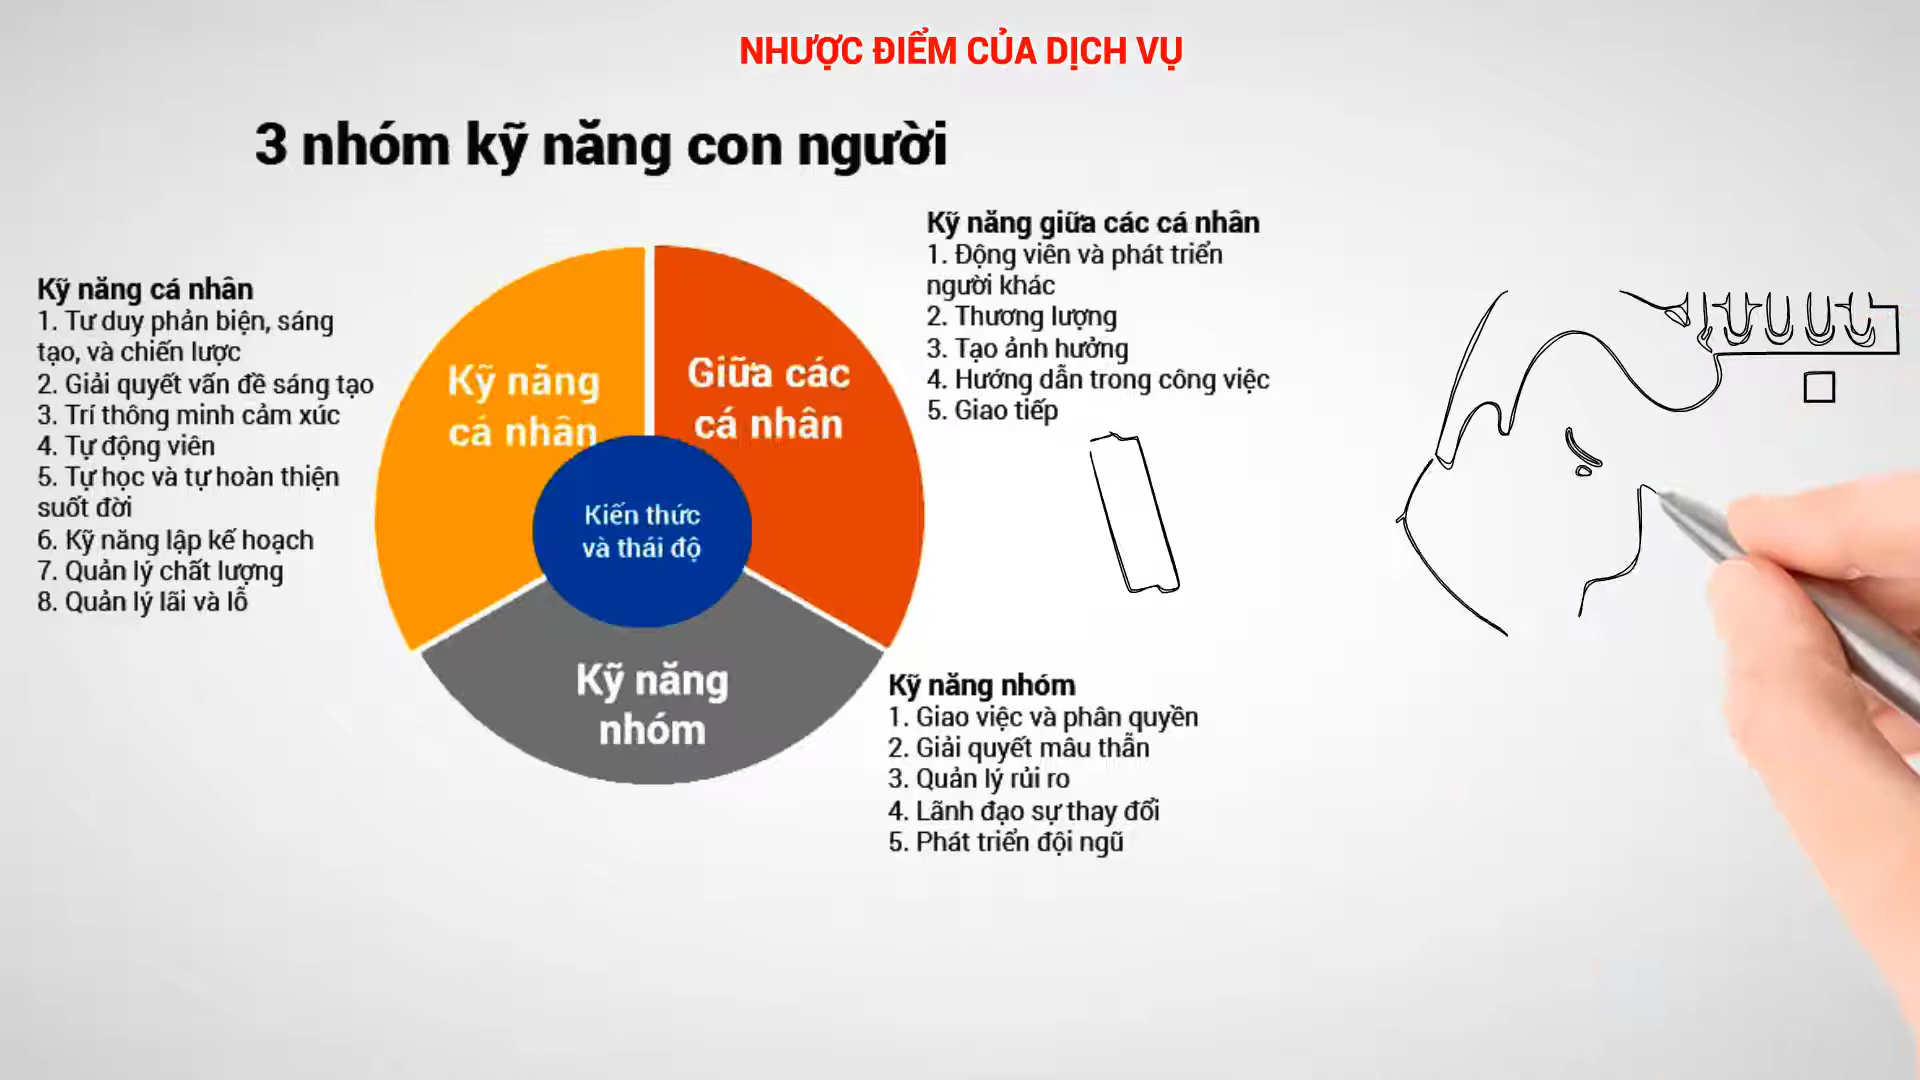 NHƯỢC ĐIỂM CỦA DỊCH VỤ
3 nhóm kỹ năng con người
Kỹ năng cá nhân
1. Tư duy phản biện, sáng
tạo, và chiến lược
2. Giải quyết vấn đề sáng tạo
3. Trí thông minh cảm xúc
4. Tự động viên
5. Tự học và tự hoàn thiện
suốt đời
6. Kỹ năng lập kế hoạch
7. Quản lý chất lượng
8. Quản lý lãi và lỗ
Kỹ năng
cá nhân
Giữa các
cá nhân
Kiến thức
và thái độ
Kỹ năng
nhóm
Kỹ năng giữa các cá nhân
1. Động viên và phát triển
người khác
2. Thương lượng
3. Tạo ảnh hưởng
4. Hướng dẫn trong công việc
5. Giao tiếp
Kỹ năng nhóm
1. Giao việc và phân quyền
2. Giải quyết mâu thẫn
3. Quản lý rủi ro
4. Lãnh đạo sự thay đổi
5. Phát triển đội ngũ